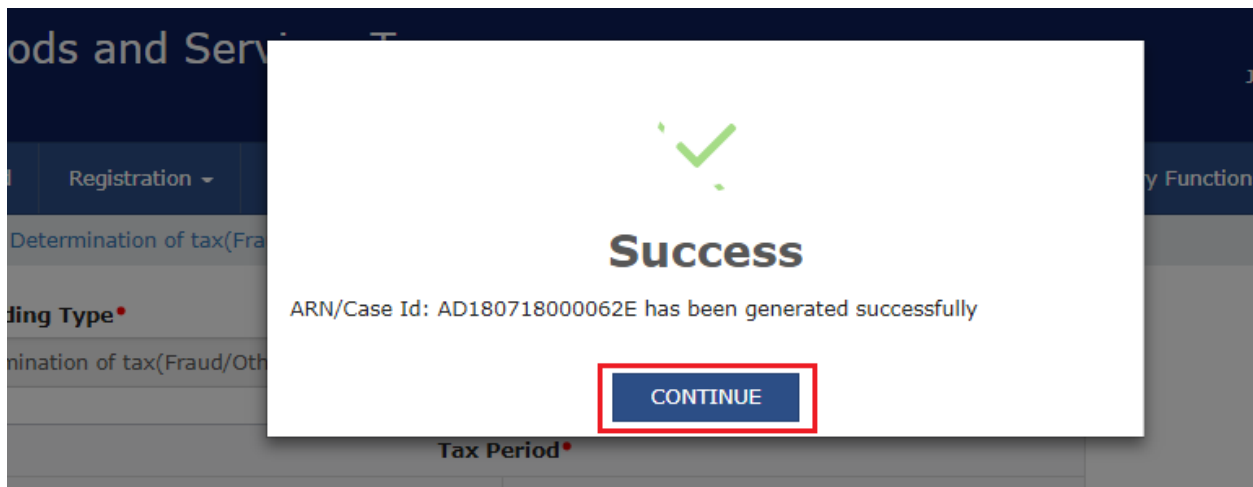 ods and Serv
Registration
y Function
Determination of tax(Fra
Success
ding Type•
ARN/Case Id: AD180718000062E has been generated successfully
mination of tax(Fraud/Oth
CONTINUE
Tax Period•